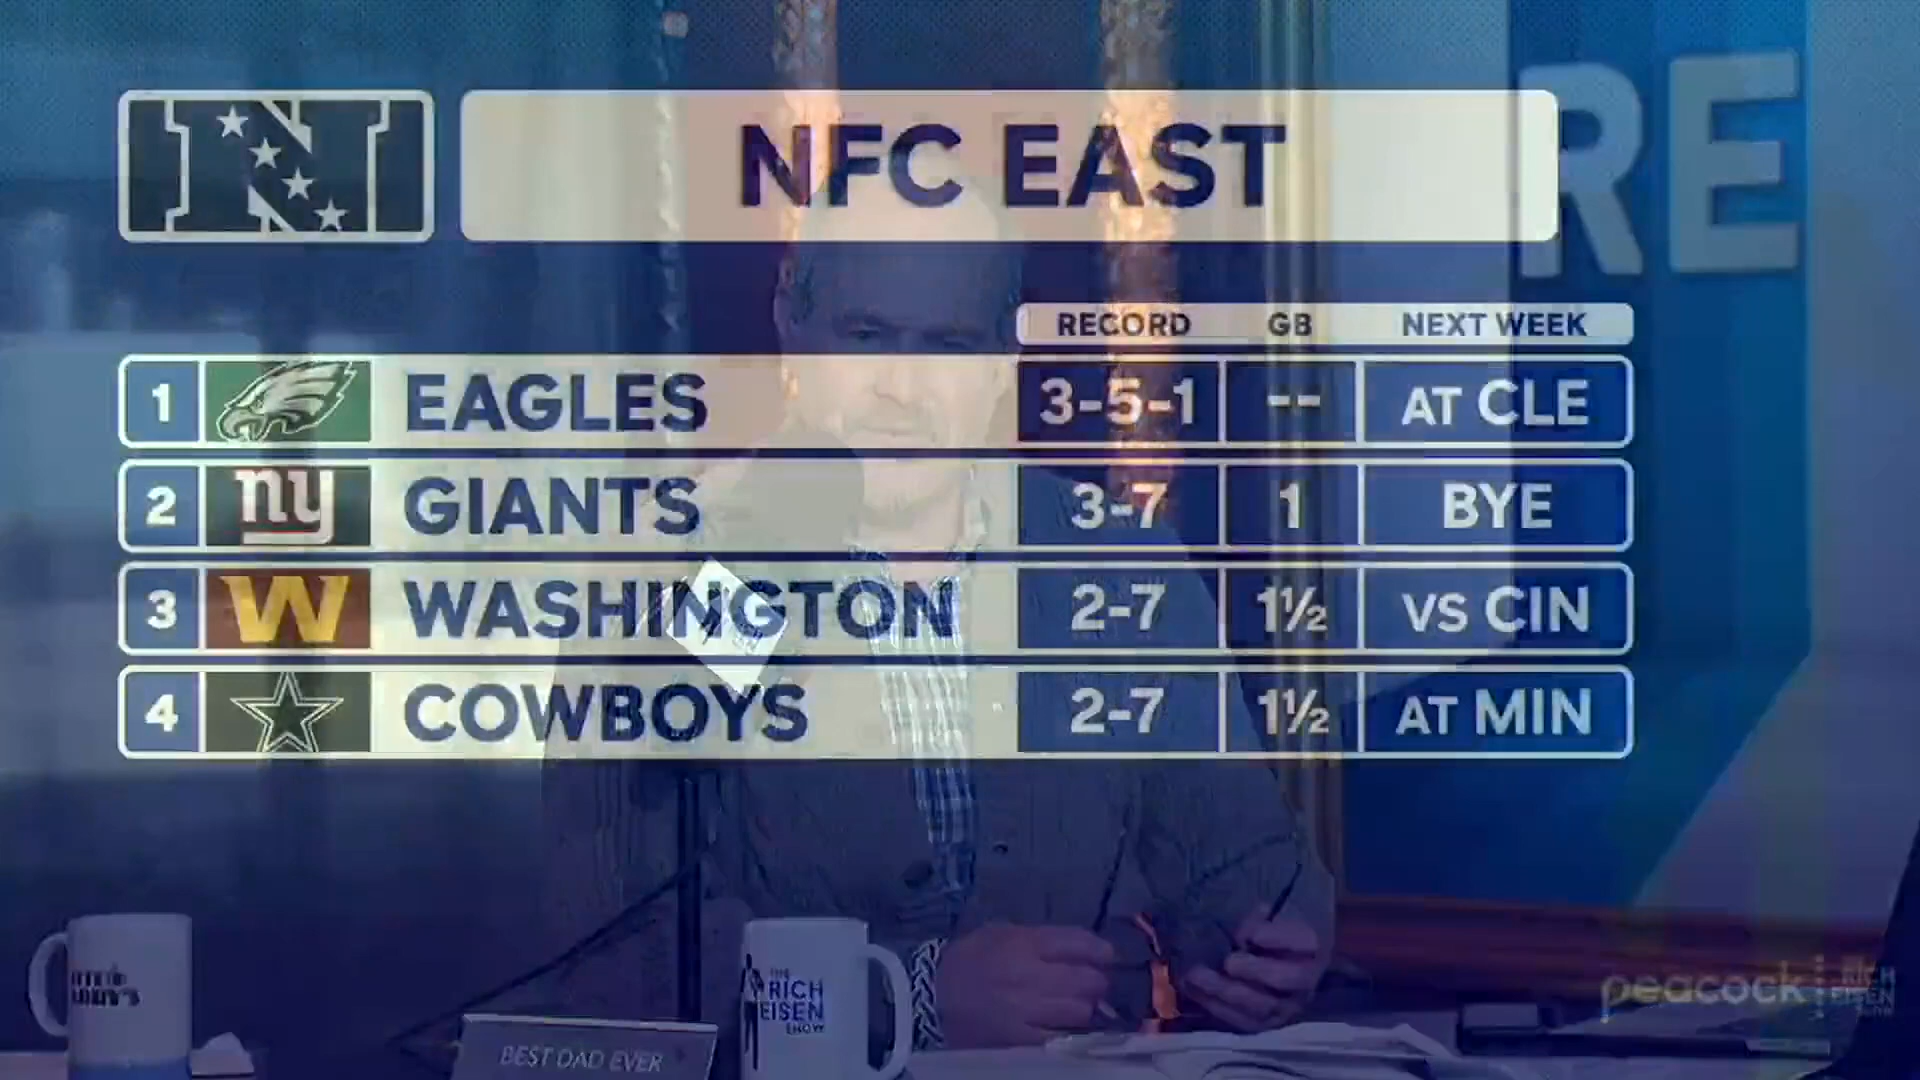 NFC EAST
RE
RECORD GB NEXT WEEK
1 EAGLES 3-5-1 -- AT CLE
2 ny GIANTS 3-7 1 BYE
3 W WASHINGTON 2-7 1½ VS CIN
4 COWBOYS 2-7 1½ AT MIN
THE
RICH
EISEN
SHOW
peacock
RICH
EISEN
BEST DAD EVER